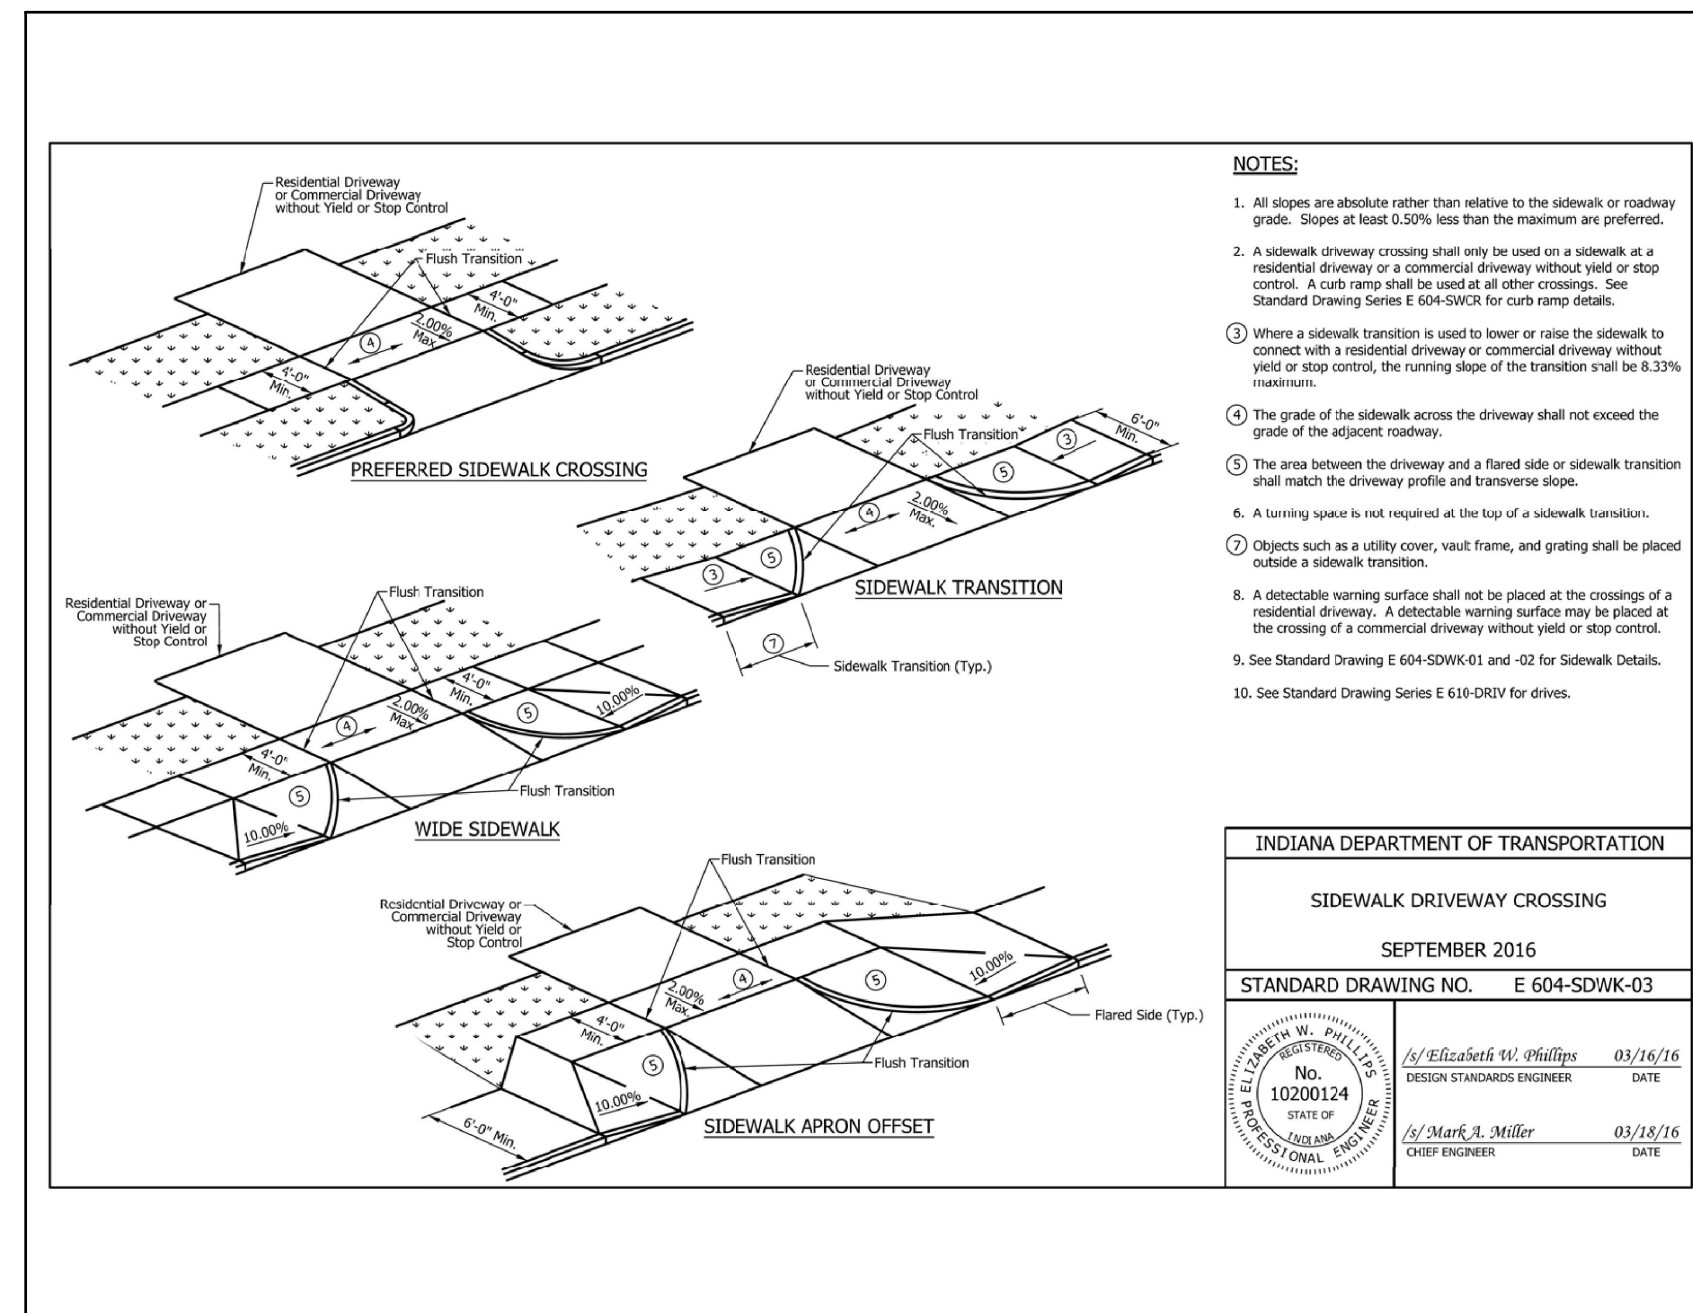 Residential Driveway
or Commercial Driveway
without Yield or Stop Control
Flush Transition
4'-0"
Min.
2.00%
Max.
4
4'-0"
Min.
PREFERRED SIDEWALK CROSSING
Residential Driveway
or Commercial Driveway
without Yield or Stop Control
Flush Transition
6'-0"
Min.
3
5
2.00%
Max.
4
5
3
SIDEWALK TRANSITION
7
Sidewalk Transition (Typ.)
Residential Driveway or
Commercial Driveway
without Yield or
Stop Control
Flush Transition
4'-0"
Min.
2.00%
Max.
10.00%
5
4
4'-0"
Min.
5
10.00%
Flush Transition
WIDE SIDEWALK
Residential Driveway or
Commercial Driveway
without Yield or
Stop Control
Flush Transition
10.00%
5
4
2.00%
Max.
4'-0"
Min.
5
10.00%
Flared Side (Typ.)
Flush Transition
6'-0" Min.
SIDEWALK APRON OFFSET
NOTES:
1. All slopes are absolute rather than relative to the sidewalk or roadway
grade. Slopes at least 0.50% less than the maximum are preferred.
2. A sidewalk driveway crossing shall only be used on a sidewalk at a
residential driveway or a commercial driveway without yield or stop
control. A curb ramp shall be used at all other crossings. See
Standard Drawing Series E 604-SWCR for curb ramp details.
3 Where a sidewalk transition is used to lower or raise the sidewalk to
connect with a residential driveway or commercial driveway without
yield or stop control, the running slope of the transition shall be 8.33%
maximum.
4 The grade of the sidewalk across the driveway shall not exceed the
grade of the adjacent roadway.
5 The area between the driveway and a flared side or sidewalk transition
shall match the driveway profile and transverse slope.
6. A turning space is not required at the top of a sidewalk transition.
7 Objects such as a utility cover, vault frame, and grating shall be placed
outside a sidewalk transition.
8. A detectable warning surface shall not be placed at the crossings of a
residential driveway. A detectable warning surface may be placed at
the crossing of a commercial driveway without yield or stop control.
9. See Standard Drawing E 604-SDWK-01 and -02 for Sidewalk Details.
10. See Standard Drawing Series E 610-DRIV for drives.
INDIANA DEPARTMENT OF TRANSPORTATION
SIDEWALK DRIVEWAY CROSSING
SEPTEMBER 2016
STANDARD DRAWING NO. E 604-SDWK-03
ELIZABETH W. PHILLIPS
REGISTERED
No.
10200124
STATE OF
INDIANA
PROFESSIONAL ENGINEER
/s/ Elizabeth W. Phillips 03/16/16
DESIGN STANDARDS ENGINEER DATE
/s/ Mark A. Miller 03/18/16
CHIEF ENGINEER DATE